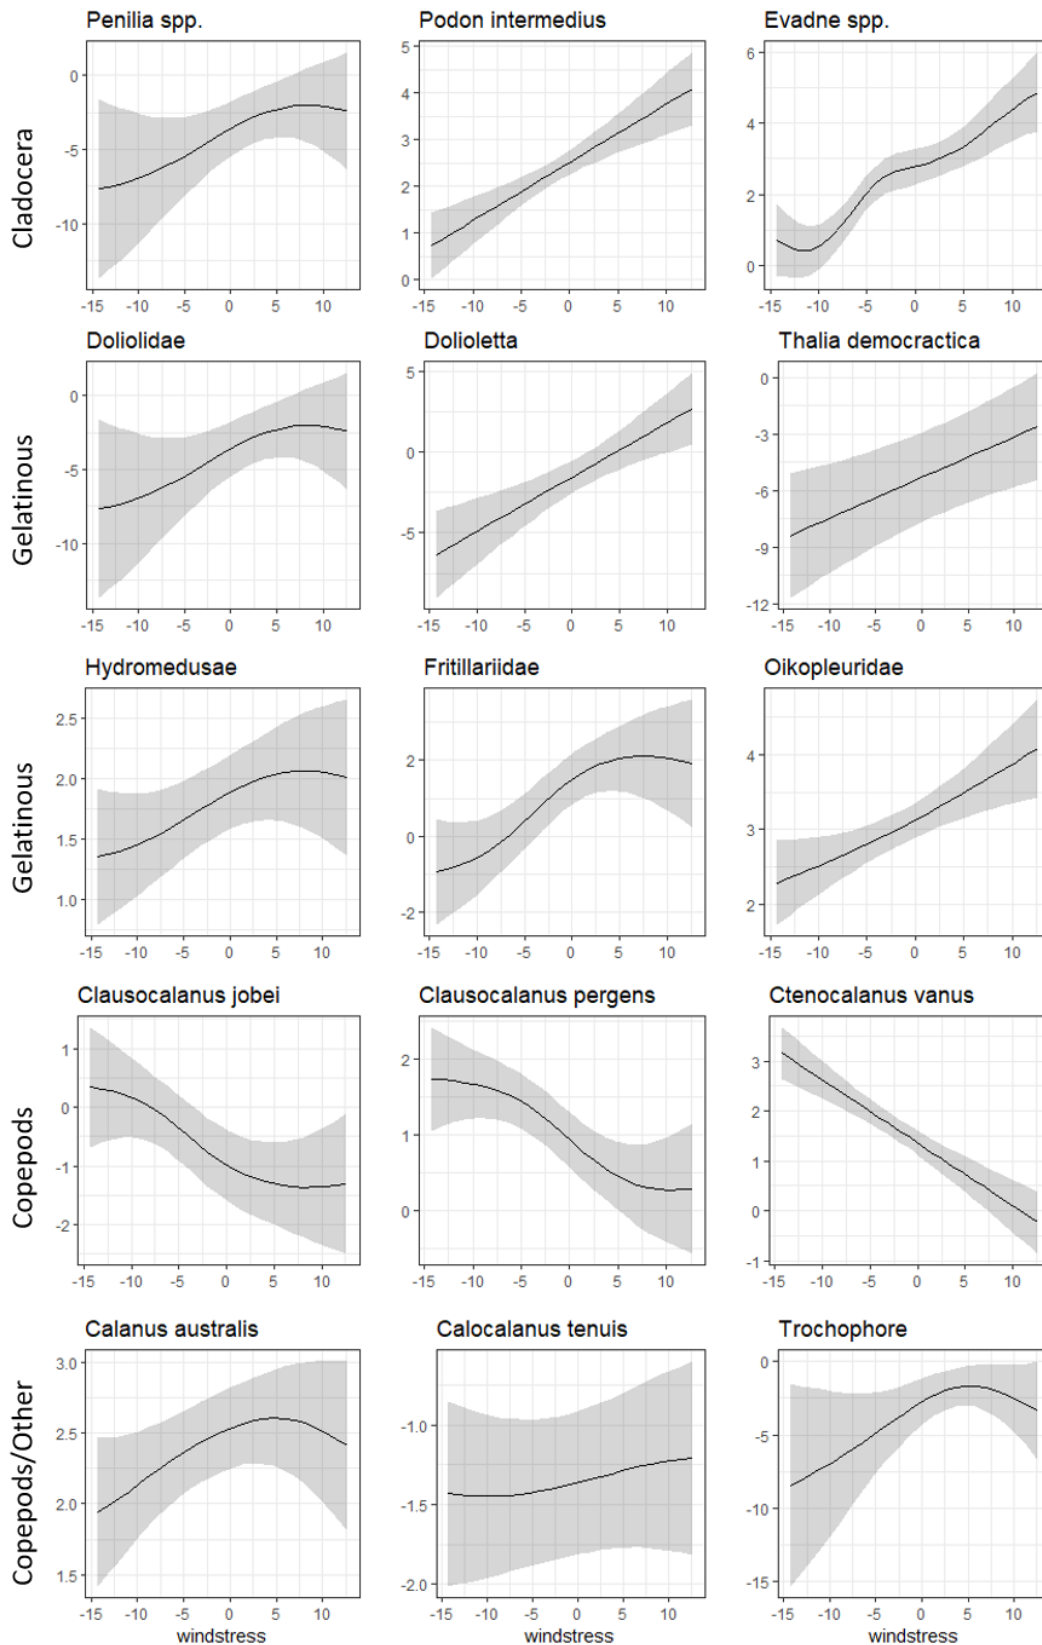 Penilia spp. Podon intermedius Evadne spp.
Cladocera
0 -5 -10
5 4 3 2 1 0
6 4 2 0
-15 -10 -5 0 5 10 -15 -10 -5 0 5 10 -15 -10 -5 0 5 10
Doliolidae Dolioletta Thalia democractica
Gelatinous
0 -5 -10
5 0 -5
0 -3 -6 -9 -12
-15 -10 -5 0 5 10 -15 -10 -5 0 5 10 -15 -10 -5 0 5 10
Hydromedusae Fritillariidae Oikopleuridae
Gelatinous
2.5 2.0 1.5 1.0
2 0 -2
4 3 2
-15 -10 -5 0 5 10 -15 -10 -5 0 5 10 -15 -10 -5 0 5 10
Clausocalanus jobei Clausocalanus pergens Ctenocalanus vanus
Copepods
1 0 -1 -2
2 1 0
3 2 1 0 -1
-15 -10 -5 0 5 10 -15 -10 -5 0 5 10 -15 -10 -5 0 5 10
Calanus australis Calocalanus tenuis Trochophore
Copepods/Other
3.0 2.5 2.0 1.5
-1.0 -1.5 -2.0
0 -5 -10 -15
-15 -10 -5 0 5 10 -15 -10 -5 0 5 10 -15 -10 -5 0 5 10
windstress windstress windstress